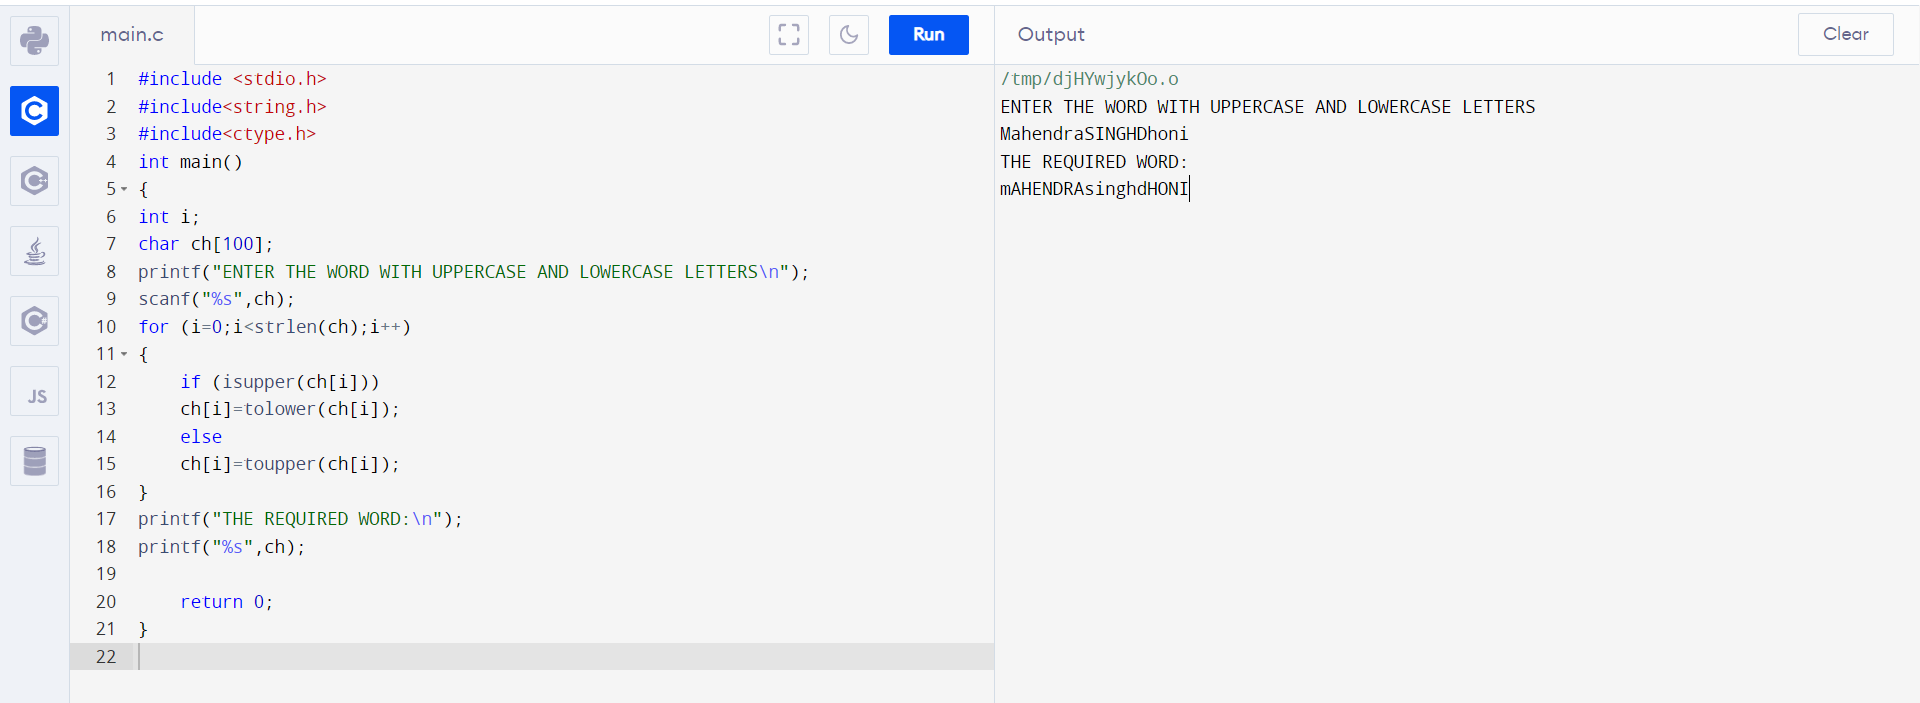 main.c
Run
Output
Clear
1 #include <stdio.h>
2 #include<string.h>
3 #include<ctype.h>
4 int main()
5 {
6 int i;
7 char ch[100];
8 printf("ENTER THE WORD WITH UPPERCASE AND LOWERCASE LETTERS\n");
9 scanf("%s",ch);
10 for (i=0;i<strlen(ch);i++)
11 {
12     if (isupper(ch[i]))
13     ch[i]=tolower(ch[i]);
14     else
15     ch[i]=toupper(ch[i]);
16 }
17 printf("THE REQUIRED WORD:\n");
18 printf("%s",ch);
19
20     return 0;
21 }
22
/tmp/djHYwjykOo.o
ENTER THE WORD WITH UPPERCASE AND LOWERCASE LETTERS
MahendraSINGHDhoni
THE REQUIRED WORD:
mAHENDRAsinghdHONI
C
C++
C#
JS